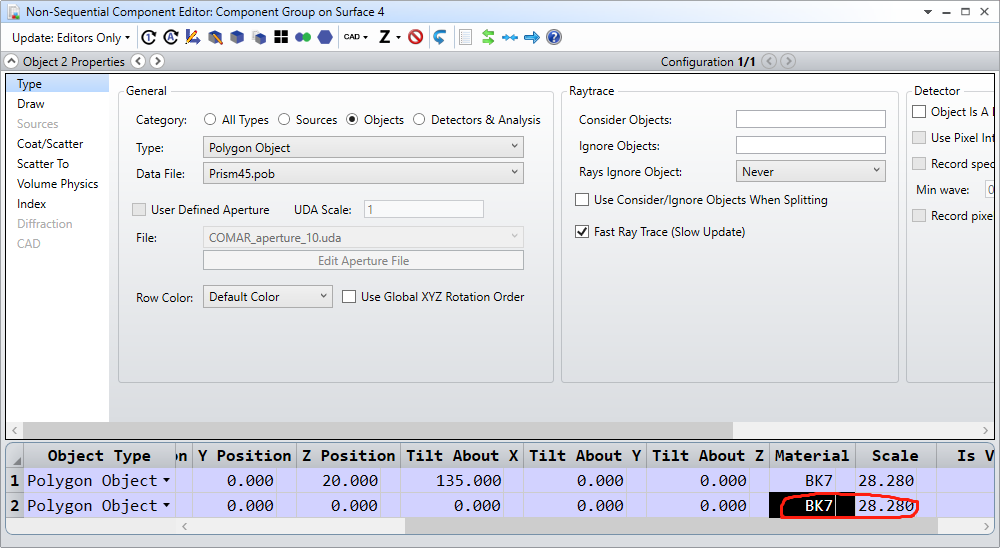 Non-Sequential Component Editor: Component Group on Surface 4
Update: Editors Only
CAD
Z
Object 2 Properties
Configuration 1/1
Type
Draw
Sources
Coat/Scatter
Scatter To
Volume Physics
Index
Diffraction
CAD
General
Category: All Types Sources Objects Detectors & Analysis
Type: Polygon Object
Data File: Prism45.pob
User Defined Aperture UDA Scale: 1
File: COMAR_aperture_10.uda
Edit Aperture File
Row Color: Default Color Use Global XYZ Rotation Order
Raytrace
Consider Objects:
Ignore Objects:
Rays Ignore Object: Never
Use Consider/Ignore Objects When Splitting
Fast Ray Trace (Slow Update)
Detector
Object Is A
Use Pixel Int
Record spec
Min wave: 0
Record pixe
Object Type on Y Position Z Position Tilt About X Tilt About Y Tilt About Z Material Scale Is V
1 Polygon Object 0.000 20.000 135.000 0.000 0.000 BK7 28.280
2 Polygon Object 0.000 0.000 0.000 0.000 0.000 BK7 28.280